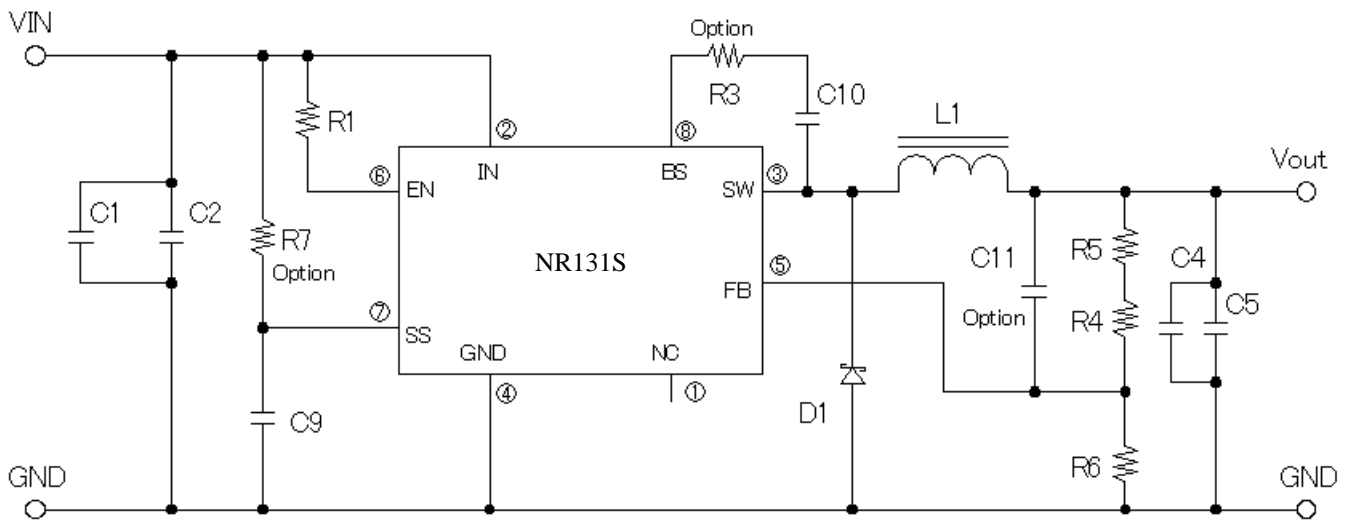 VIN
Option
R3
C10
L1
Vout
R1
②
⑧
⑥
EN
IN
BS
SW
③
C1
C2
R7
Option
NR131S
⑤
FB
C11
Option
R5
R4
C4
C5
⑦
SS
GND
NC
④
①
C9
D1
R6
GND
GND